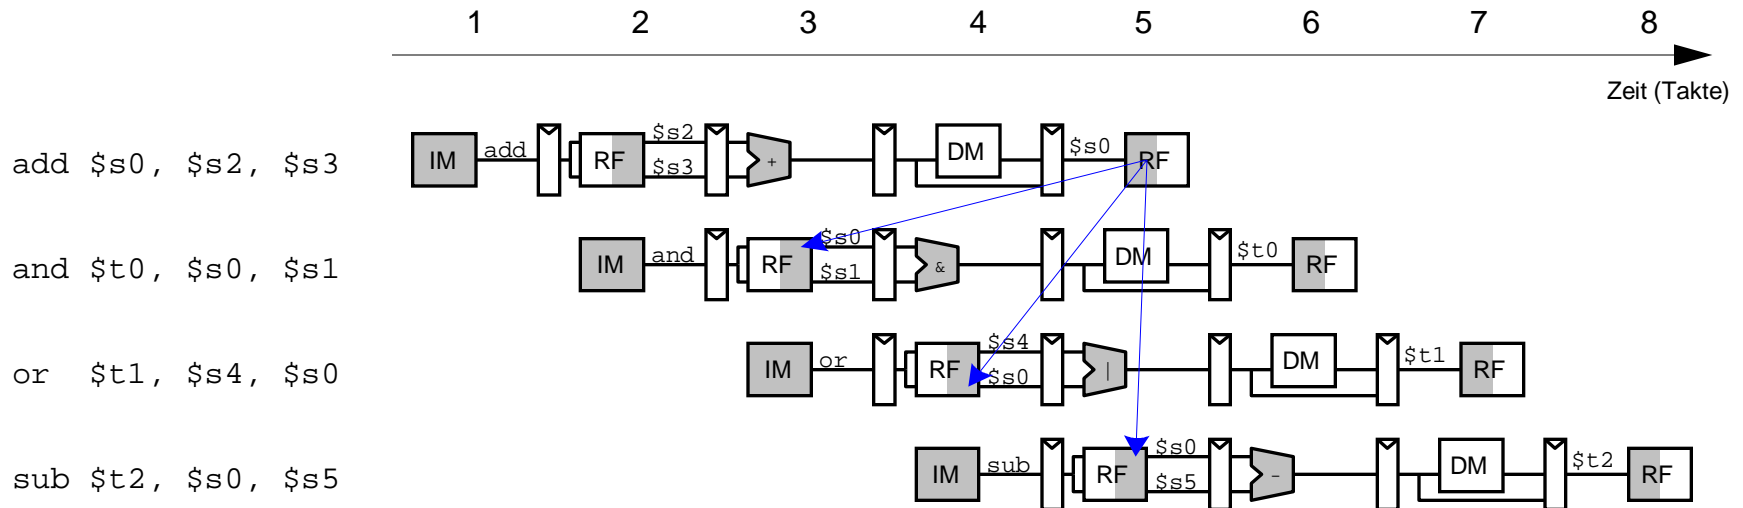 1 2 3 4 5 6 7 8
Zeit (Takte)
add $s0, $s2, $s3 IM add RF $s2 $s3 + DM $s0 RF
and $t0, $s0, $s1 IM and RF $s0 $s1 & DM $t0 RF
or $t1, $s4, $s0 IM or RF $s4 $s0 | DM $t1 RF
sub $t2, $s0, $s5 IM sub RF $s0 $s5 - DM $t2 RF